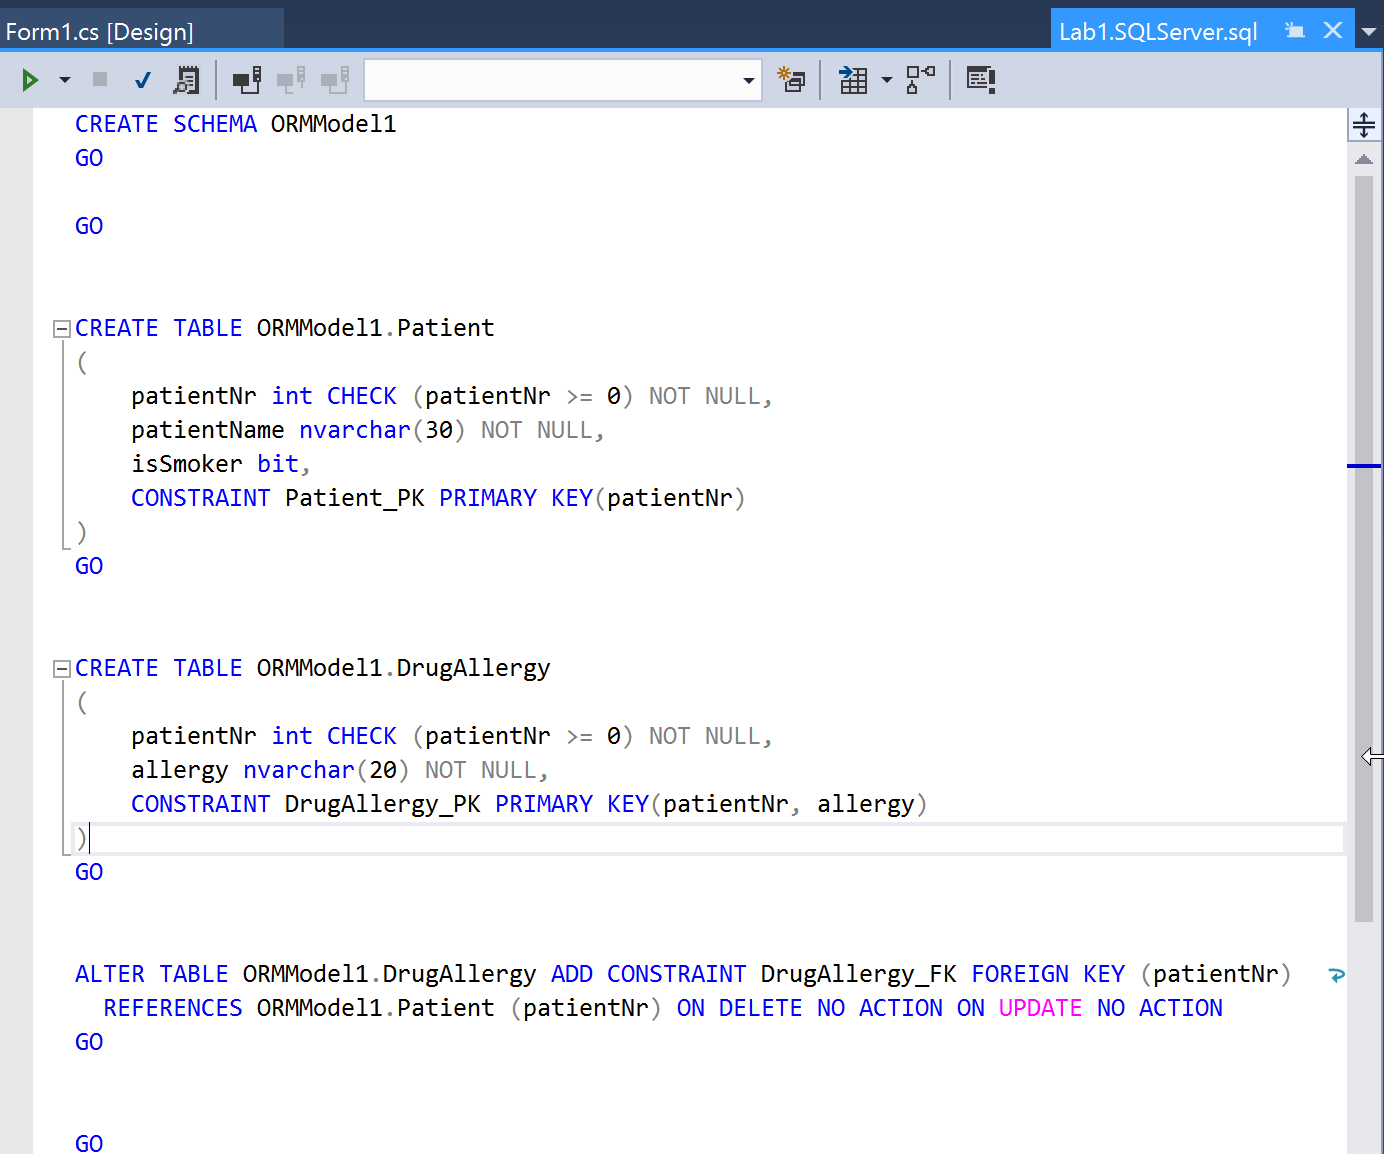 Form1.cs [Design]
Lab1.SQLServer.sql
CREATE SCHEMA ORMModel1
GO
GO
CREATE TABLE ORMModel1.Patient
(
patientNr int CHECK (patientNr >= 0) NOT NULL,
patientName nvarchar(30) NOT NULL,
isSmoker bit,
CONSTRAINT Patient_PK PRIMARY KEY(patientNr)
)
GO
CREATE TABLE ORMModel1.DrugAllergy
(
patientNr int CHECK (patientNr >= 0) NOT NULL,
allergy nvarchar(20) NOT NULL,
CONSTRAINT DrugAllergy_PK PRIMARY KEY(patientNr, allergy)
)
GO
ALTER TABLE ORMModel1.DrugAllergy ADD CONSTRAINT DrugAllergy_FK FOREIGN KEY (patientNr)
REFERENCES ORMModel1.Patient (patientNr) ON DELETE NO ACTION ON UPDATE NO ACTION
GO
GO